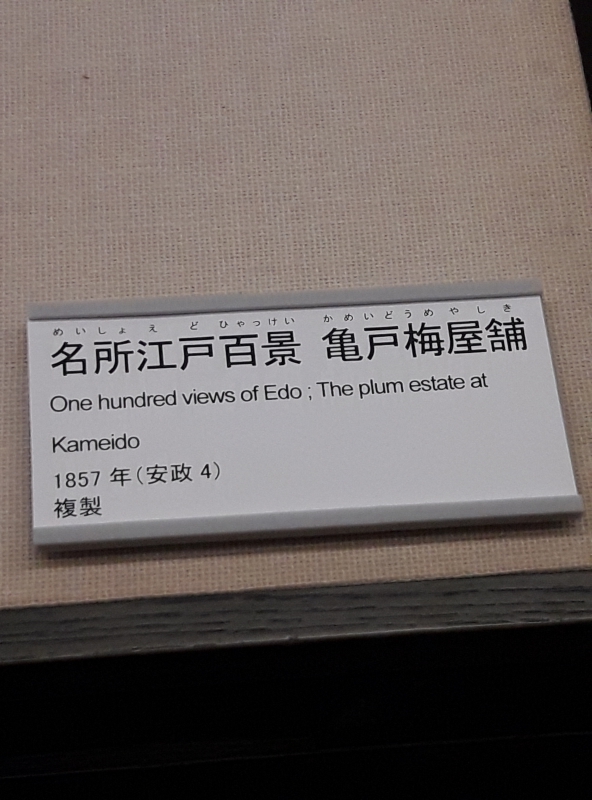 めいしょ え ど ひゃっけい かめいどうめ や しき
名所江戸百景 亀戸梅屋舗
One hundred views of Edo ; The plum estate at
Kameido
1857 年(安政 4)
複製